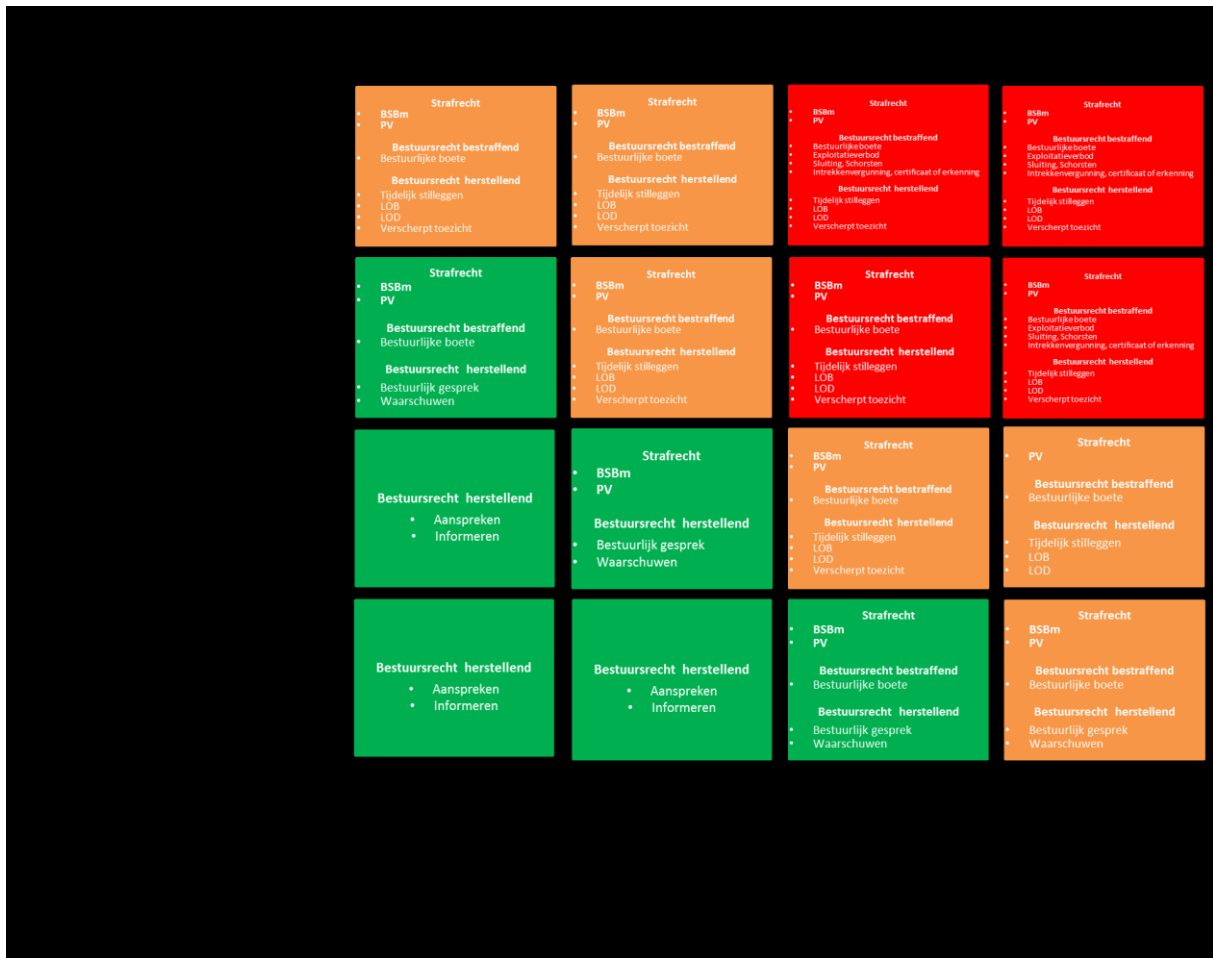 Strafrecht
• BSBm
• PV
Bestuursrecht bestraffend
• Bestuurlijke boete
Bestuursrecht herstellend
• Tijdelijk stilleggen
• LOB
• LOD
• Verscherpt toezicht
Strafrecht
• BSBm
• PV
Bestuursrecht bestraffend
• Bestuurlijke boete
Bestuursrecht herstellend
• Tijdelijk stilleggen
• LOB
• LOD
• Verscherpt toezicht
Strafrecht
• BSBm
• PV
Bestuursrecht bestraffend
• Bestuurlijke boete
• Exploitatieverbod
• Sluiting, Schorsten
• Intrekkenvergunning, certificaat of erkenning
Bestuursrecht herstellend
• Tijdelijk stilleggen
• LOB
• LOD
• Verscherpt toezicht
Strafrecht
• BSBm
• PV
Bestuursrecht bestraffend
• Bestuurlijke boete
• Exploitatieverbod
• Sluiting, Schorsten
• Intrekkenvergunning, certificaat of erkenning
Bestuursrecht herstellend
• Tijdelijk stilleggen
• LOB
• LOD
• Verscherpt toezicht
Strafrecht
• BSBm
• PV
Bestuursrecht bestraffend
• Bestuurlijke boete
Bestuursrecht herstellend
• Bestuurlijk gesprek
• Waarschuwen
Strafrecht
• BSBm
• PV
Bestuursrecht bestraffend
• Bestuurlijke boete
Bestuursrecht herstellend
• Tijdelijk stilleggen
• LOB
• LOD
• Verscherpt toezicht
Strafrecht
• BSBm
• PV
Bestuursrecht bestraffend
• Bestuurlijke boete
Bestuursrecht herstellend
• Tijdelijk stilleggen
• LOB
• LOD
• Verscherpt toezicht
Strafrecht
• BSBm
• PV
Bestuursrecht bestraffend
• Bestuurlijke boete
• Exploitatieverbod
• Sluiting, Schorsten
• Intrekkenvergunning, certificaat of erkenning
Bestuursrecht herstellend
• Tijdelijk stilleggen
• LOB
• LOD
• Verscherpt toezicht
Bestuursrecht herstellend
• Aanspreken
• Informeren
Strafrecht
• BSBm
• PV
Bestuursrecht herstellend
• Bestuurlijk gesprek
• Waarschuwen
Strafrecht
• BSBm
• PV
Bestuursrecht bestraffend
• Bestuurlijke boete
Bestuursrecht herstellend
• Tijdelijk stilleggen
• LOB
• LOD
• Verscherpt toezicht
Strafrecht
• PV
Bestuursrecht bestraffend
• Bestuurlijke boete
Bestuursrecht herstellend
• Tijdelijk stilleggen
• LOB
• LOD
Bestuursrecht herstellend
• Aanspreken
• Informeren
Bestuursrecht herstellend
• Aanspreken
• Informeren
Strafrecht
• BSBm
• PV
Bestuursrecht bestraffend
• Bestuurlijke boete
Bestuursrecht herstellend
• Bestuurlijk gesprek
• Waarschuwen
Strafrecht
• BSBm
• PV
Bestuursrecht bestraffend
• Bestuurlijke boete
Bestuursrecht herstellend
• Bestuurlijk gesprek
• Waarschuwen